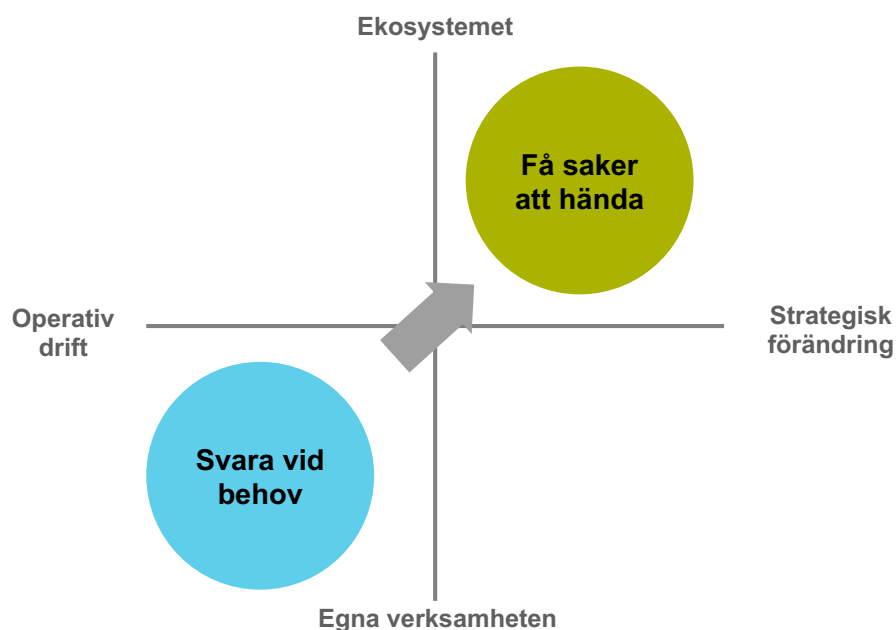 Ekosystemet
Få saker
att hända
Operativ
drift
Strategisk
förändring
Svara vid
behov
Egna verksamheten